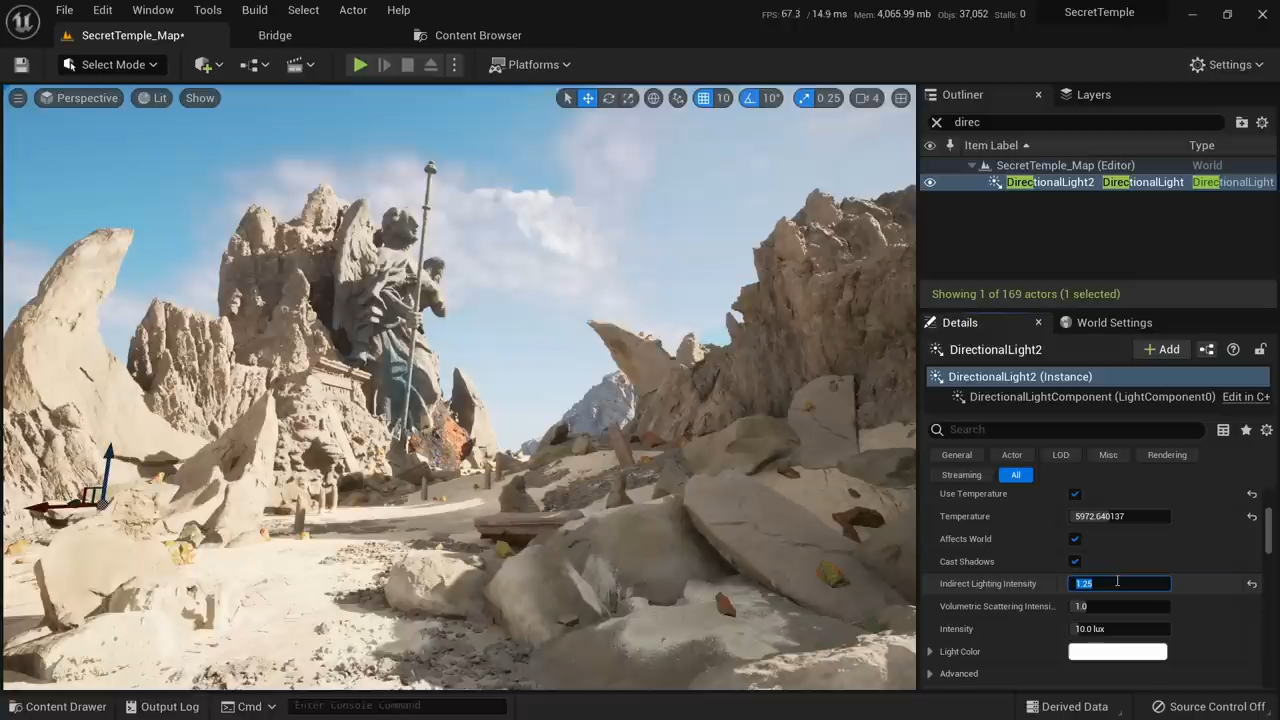 File Edit Window Tools Build Select Actor Help
FPS: 67.3 / 14.9 ms Mem: 4,065.99 mb Objs: 37,052 Stalls: 0 SecretTemple
SecretTemple_Map• Bridge Content Browser
Select Mode Platforms Settings
Perspective Lit Show 10 10° 0.25 4
Outliner Layers
direc
Item Label Type
SecretTemple_Map (Editor) World
DirectionalLight2 DirectionalLight DirectionalLight
Showing 1 of 169 actors (1 selected)
Details World Settings
DirectionalLight2 Add
DirectionalLight2 (Instance)
DirectionalLightComponent (LightComponent0) Edit in C+
Search
General Actor LOD Misc Rendering
Streaming All
Use Temperature
Temperature 5972.640137
Affects World
Cast Shadows
Indirect Lighting Intensity 1.25
Volumetric Scattering Intensi.. 1.0
Intensity 10.0 lux
Light Color
Advanced
Content Drawer Output Log Cmd Enter Console Command Derived Data Source Control Off